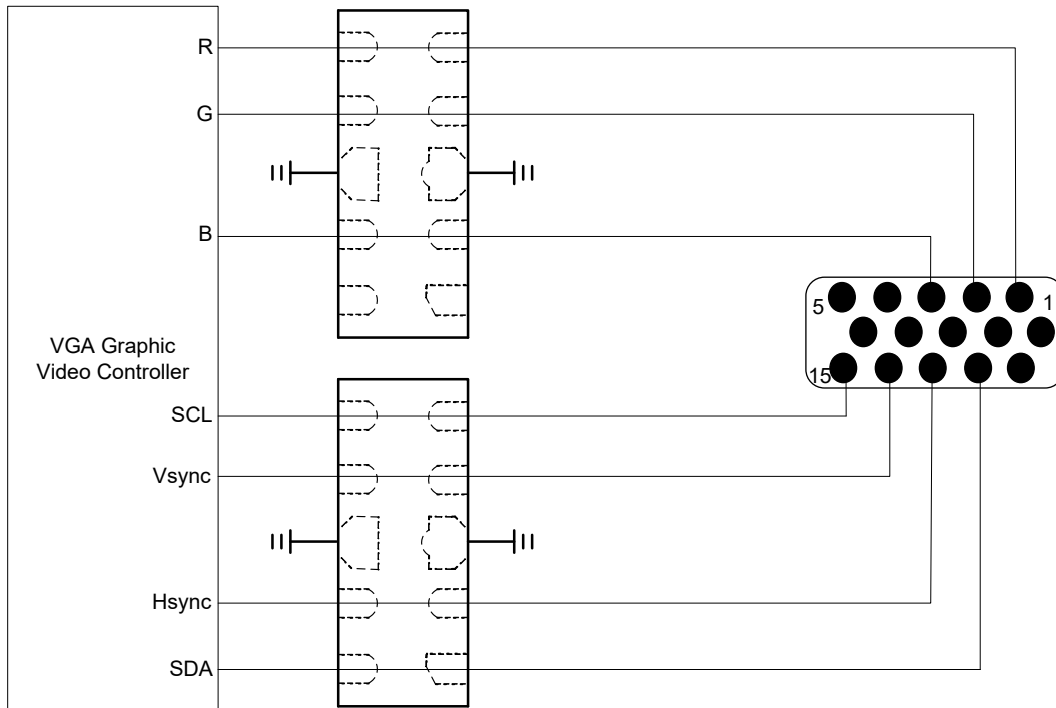 R
G
B
5
1
VGA Graphic
Video Controller
15
SCL
Vsync
Hsync
SDA